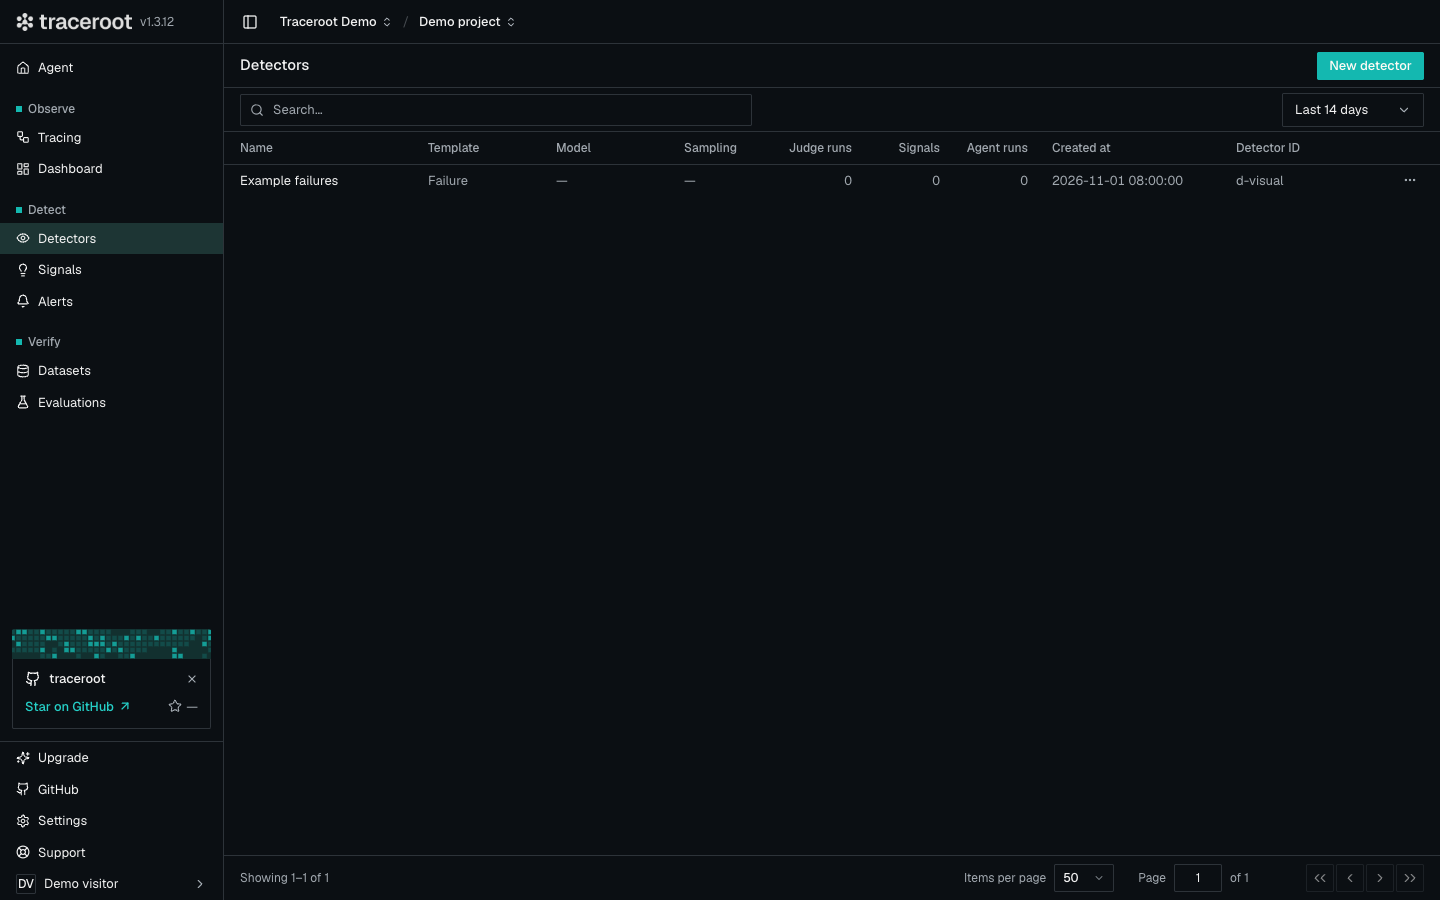 traceroot v1.3.12
Traceroot Demo / Demo project
Agent
Observe
Tracing
Dashboard
Detect
Detectors
Signals
Alerts
Verify
Datasets
Evaluations
traceroot
Star on GitHub —
Upgrade
GitHub
Settings
Support
DV Demo visitor
Detectors
New detector
Search...
Last 14 days
Name Template Model Sampling Judge runs Signals Agent runs Created at Detector ID
Example failures Failure — — 0 0 0 2026-11-01 08:00:00 d-visual
Showing 1–1 of 1
Items per page 50 Page 1 of 1